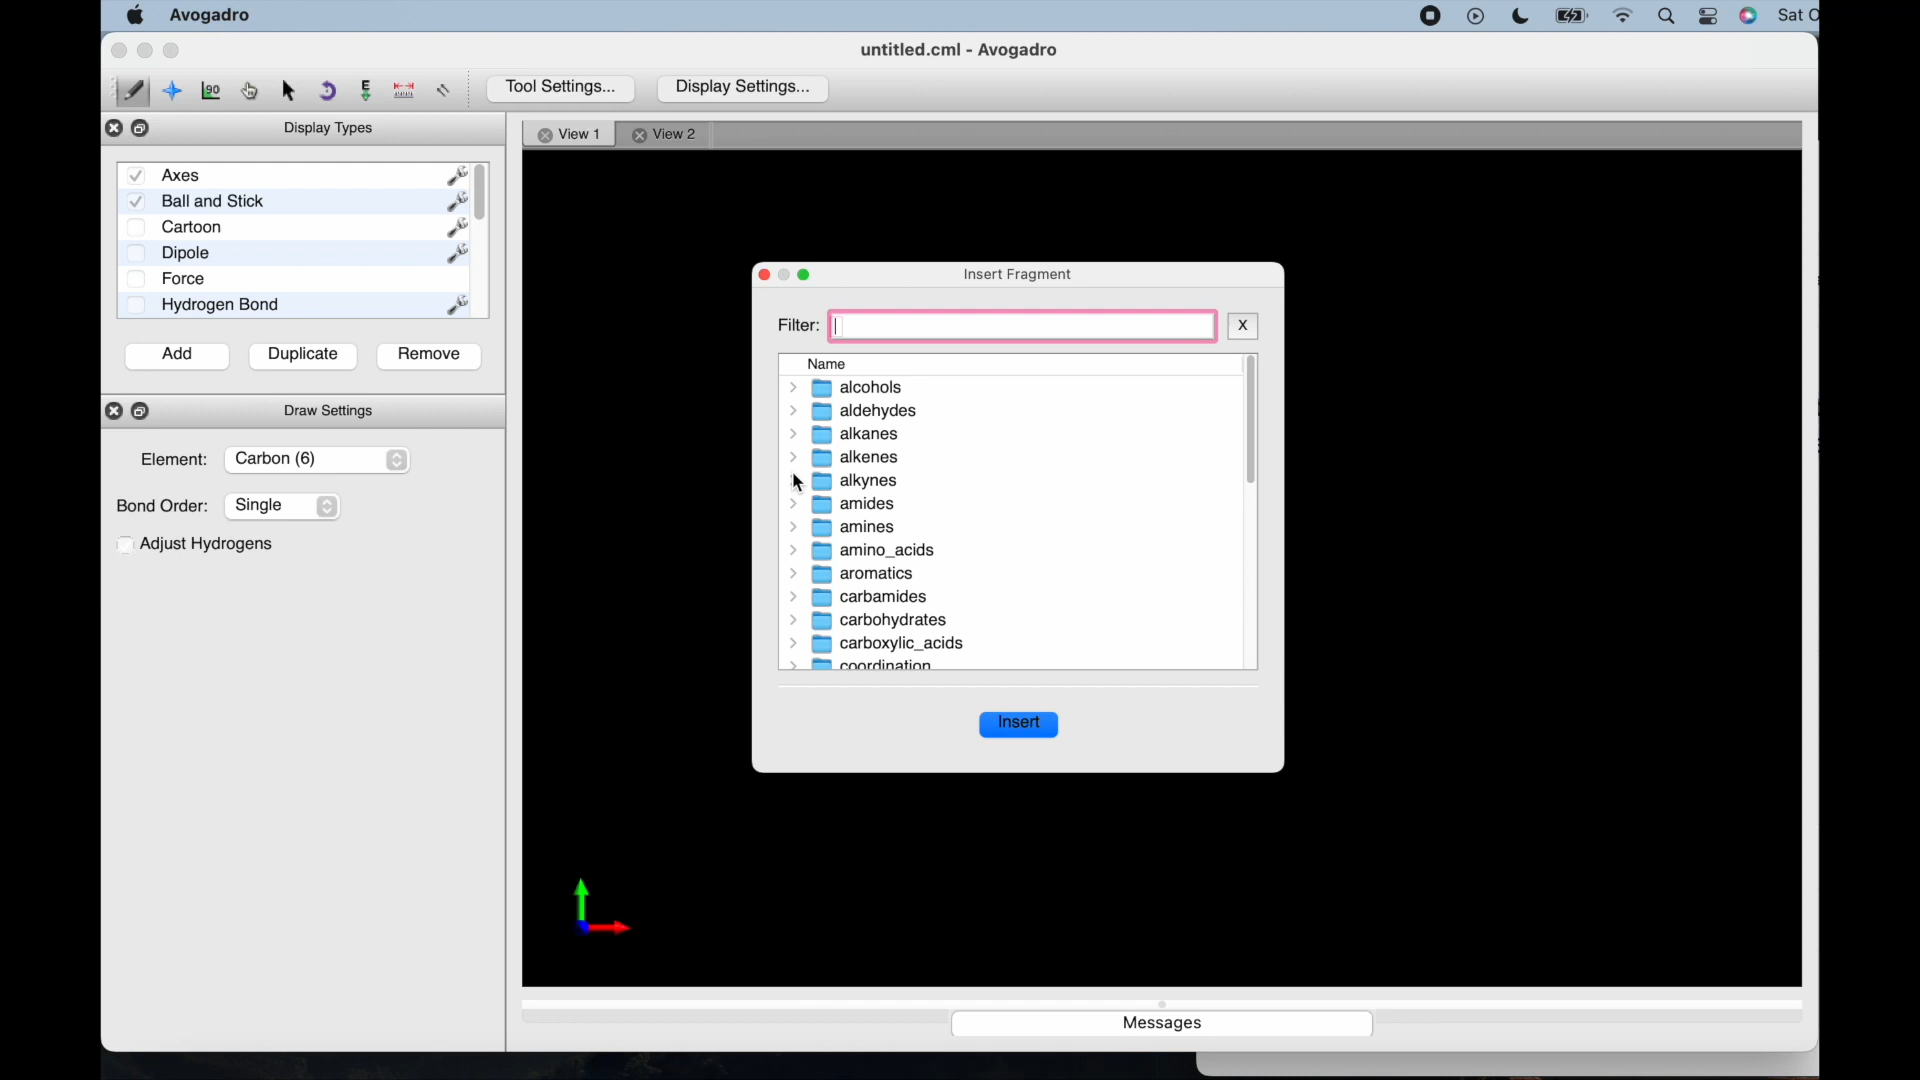 Avogadro
Sat O
untitled.cml - Avogadro
90
E
Tool Settings...
Display Settings...
Display Types
Axes
Ball and Stick
Cartoon
Dipole
Force
Hydrogen Bond
Add
Duplicate
Remove
Draw Settings
Element:
Carbon (6)
Bond Order:
Single
Adjust Hydrogens
View 1
View 2
Insert Fragment
Filter:
X
Name
alcohols
aldehydes
alkanes
alkenes
alkynes
amides
amines
amino_acids
aromatics
carbamides
carbohydrates
carboxylic_acids
coordination
Insert
Messages